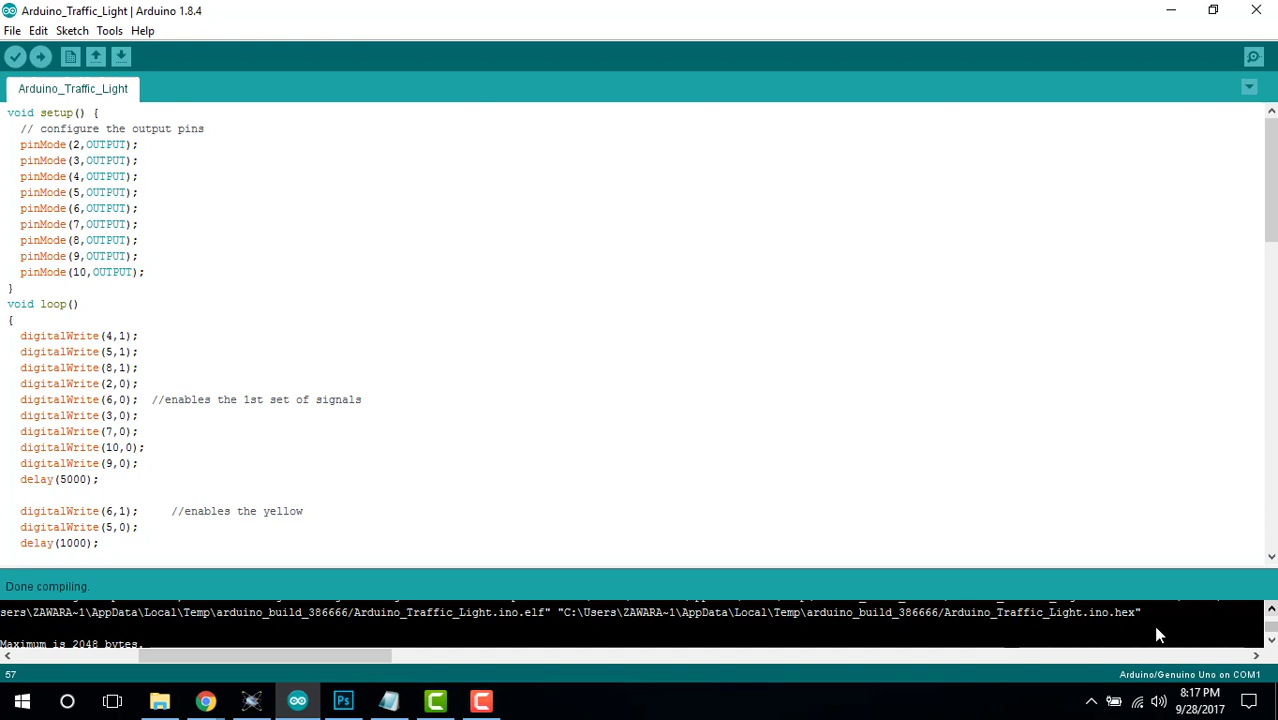 Arduino_Traffic_Light | Arduino 1.8.4
File Edit Sketch Tools Help
Arduino_Traffic_Light
void setup() {
// configure the output pins
pinMode(2,OUTPUT);
pinMode(3,OUTPUT);
pinMode(4,OUTPUT);
pinMode(5,OUTPUT);
pinMode(6,OUTPUT);
pinMode(7,OUTPUT);
pinMode(8,OUTPUT);
pinMode(9,OUTPUT);
pinMode(10,OUTPUT);
}
void loop()
{
digitalWrite(4,1);
digitalWrite(5,1);
digitalWrite(8,1);
digitalWrite(2,0);
digitalWrite(6,0); //enables the 1st set of signals
digitalWrite(3,0);
digitalWrite(7,0);
digitalWrite(10,0);
digitalWrite(9,0);
delay(5000);
digitalWrite(6,1); //enables the yellow
digitalWrite(5,0);
delay(1000);
Done compiling.
sers\ZAWARA~1\AppData\Local\Temp\arduino_build_386666/Arduino_Traffic_Light.ino.elf" "C:\Users\ZAWARA~1\AppData\Local\Temp\arduino_build_386666/Arduino_Traffic_Light.ino.hex"
Maximum is 2048 bytes.
57
Arduino/Genuino Uno on COM1
Ps
8:17 PM
9/28/2017